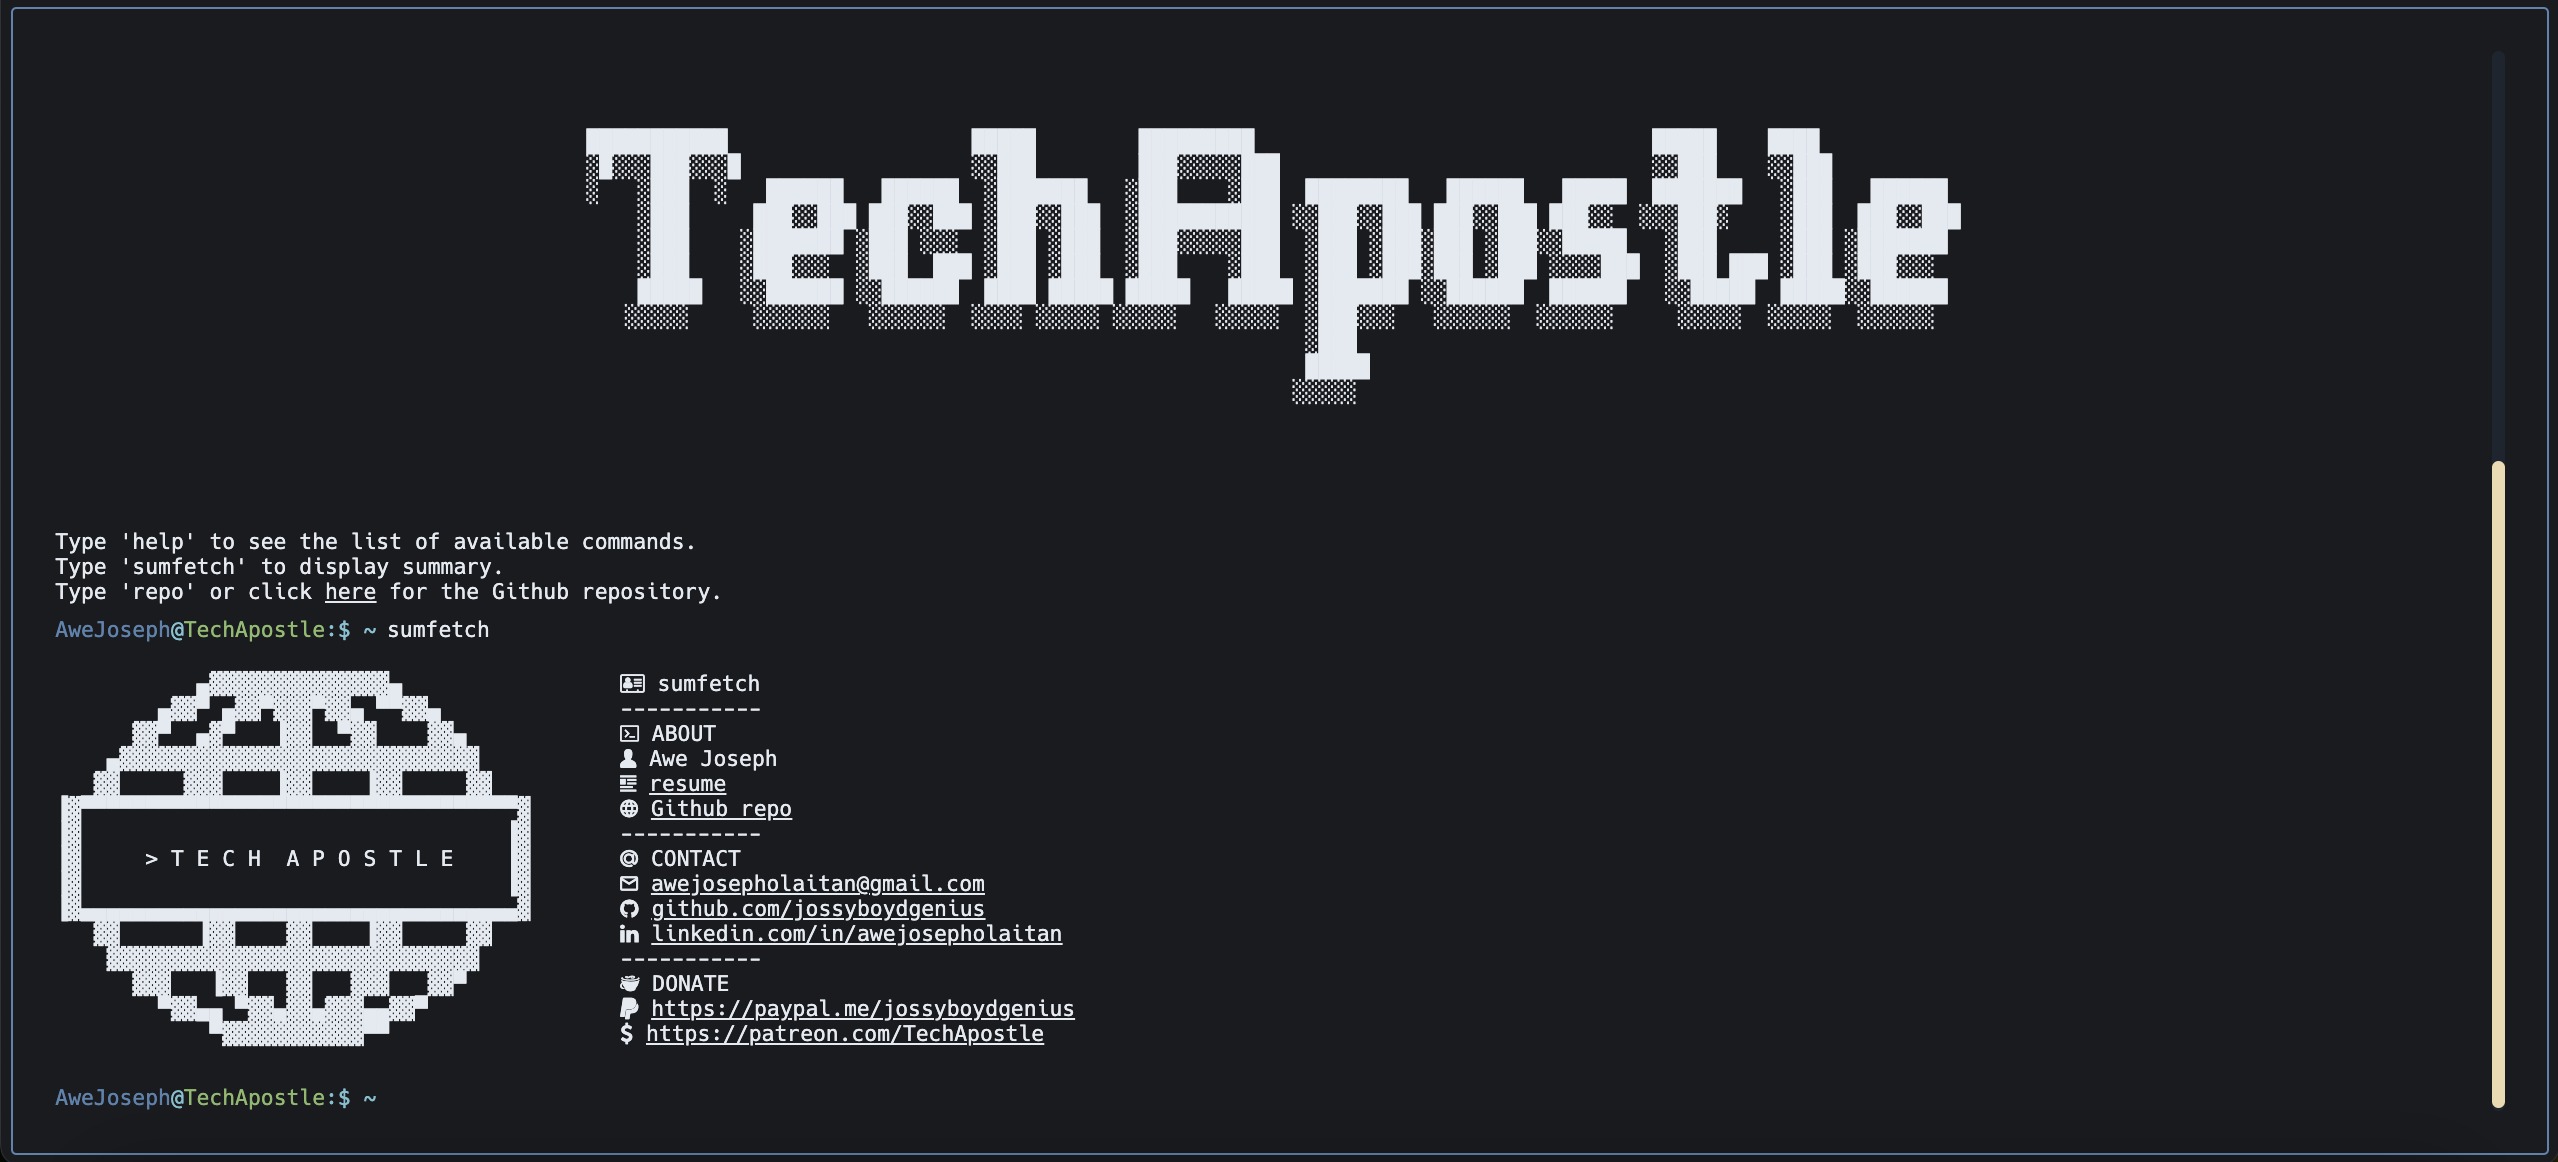 TechApostle
Type 'help' to see the list of available commands.
Type 'sumfetch' to display summary.
Type 'repo' or click here for the Github repository.
AweJoseph@TechApostle:$ ~ sumfetch
> T E C H  A P O S T L E
sumfetch
-----------
ABOUT
Awe Joseph
resume
Github repo
-----------
CONTACT
awejosepholaitan@gmail.com
github.com/jossyboydgenius
linkedin.com/in/awejosepholaitan
-----------
DONATE
https://paypal.me/jossyboydgenius
$ https://patreon.com/TechApostle
AweJoseph@TechApostle:$ ~